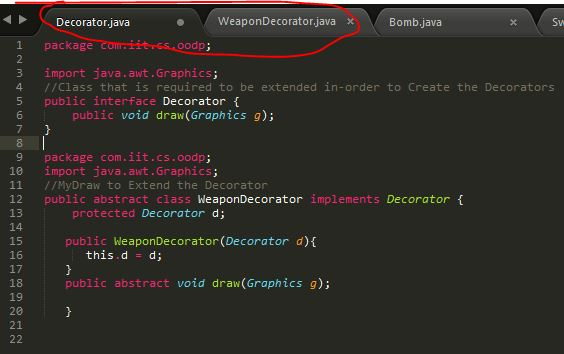 Decorator.java WeaponDecorator.java × Bomb.java × Sw
1 package com.iit.cs.oodp;
2
3 import java.awt.Graphics;
4 //Class that is required to be extended in-order to Create the Decorators
5 public interface Decorator {
6 public void draw(Graphics g);
7 }
8
9 package com.iit.cs.oodp;
10 import java.awt.Graphics;
11 //MyDraw to Extend the Decorator
12 public abstract class WeaponDecorator implements Decorator {
13 protected Decorator d;
14
15 public WeaponDecorator(Decorator d){
16 this.d = d;
17 }
18 public abstract void draw(Graphics g);
19
20 }
21
22